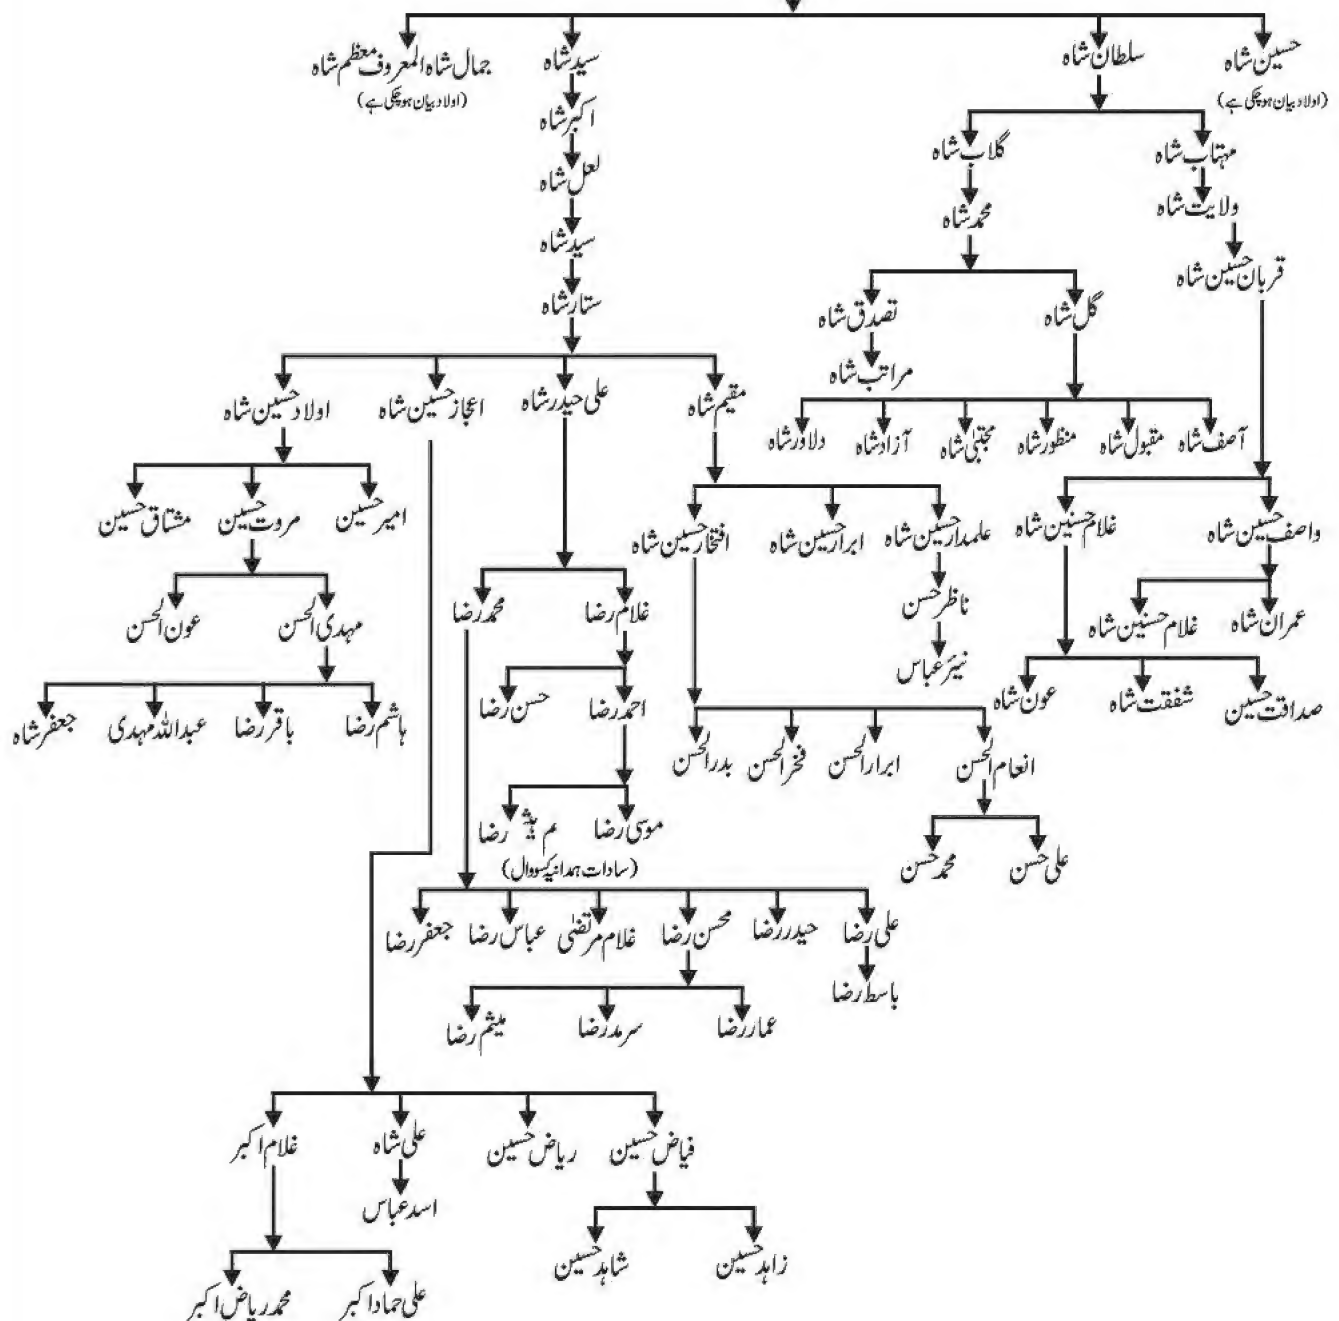 حسین شاہ
سلطان شاہ
سید شاہ
جمال شاہ المعروف معظم شاہ
(اولاد بیان ہوچکی ہے)
(اولاد بیان ہوچکی ہے)
اکبر شاہ
مہتاب شاہ
گلاب شاہ
لعل شاہ
ولایت شاہ
محمد شاہ
سید شاہ
قربان حسین شاہ
ستار شاہ
گل شاہ
تصدق شاہ
مراتب شاہ
مقیم شاہ
علی حیدر شاہ
اعجاز حسین شاہ
اولاد حسین شاہ
آصف شاہ
مقبول شاہ
منظور شاہ
مجتبیٰ شاہ
آزاد شاہ
دلاور شاہ
امیر حسین
مروت حسین
مشتاق حسین
واصف حسین شاہ
غلام حسنین شاہ
علمدار حسین شاہ
ابرار حسین شاہ
افتخار حسین شاہ
غلام رضا
محمد رضا
ناظر حسن
عمران شاہ
غلام حسنین شاہ
مہدی الحسن
عون الحسن
نیئر عباس
صداقت حسین
شفقت شاہ
عون شاہ
احمد رضا
حسن رضا
ہاشم رضا
باقر رضا
عبداللہ مہدی
جعفر شاہ
انعام الحسن
ابرار الحسن
فخر الحسن
بدر الحسن
موسی رضا
رضا
(سادات ہمدانیہ کسووال)
علی حسن
محمد حسن
علی رضا
حیدر رضا
محسن رضا
غلام مرتضٰی
عباس رضا
جعفر رضا
باسط رضا
عمار رضا
سرمد رضا
میثم رضا
فیاض حسین
ریاض حسین
علی شاہ
غلام اکبر
اسد عباس
زاہد حسین
شاہد حسین
علی حماد اکبر
محمد ریاض اکبر